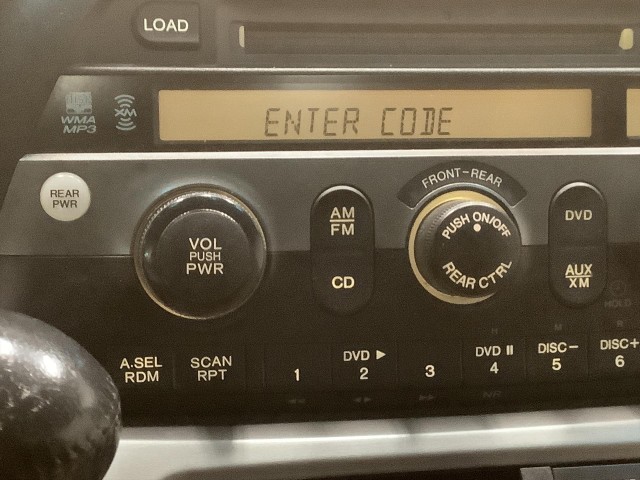 LOAD
WMA
MP3
XM
ENTER CODE
REAR
PWR
VOL
PUSH
PWR
AM
FM
CD
FRONT-REAR
PUSH ON/OFF
REAR CTRL
DVD
AUX
XM
HOLD
A.SEL
RDM
SCAN
RPT
1
DVD ▶
2
3
DVD ⏸
4
DISC−
5
DISC+
6